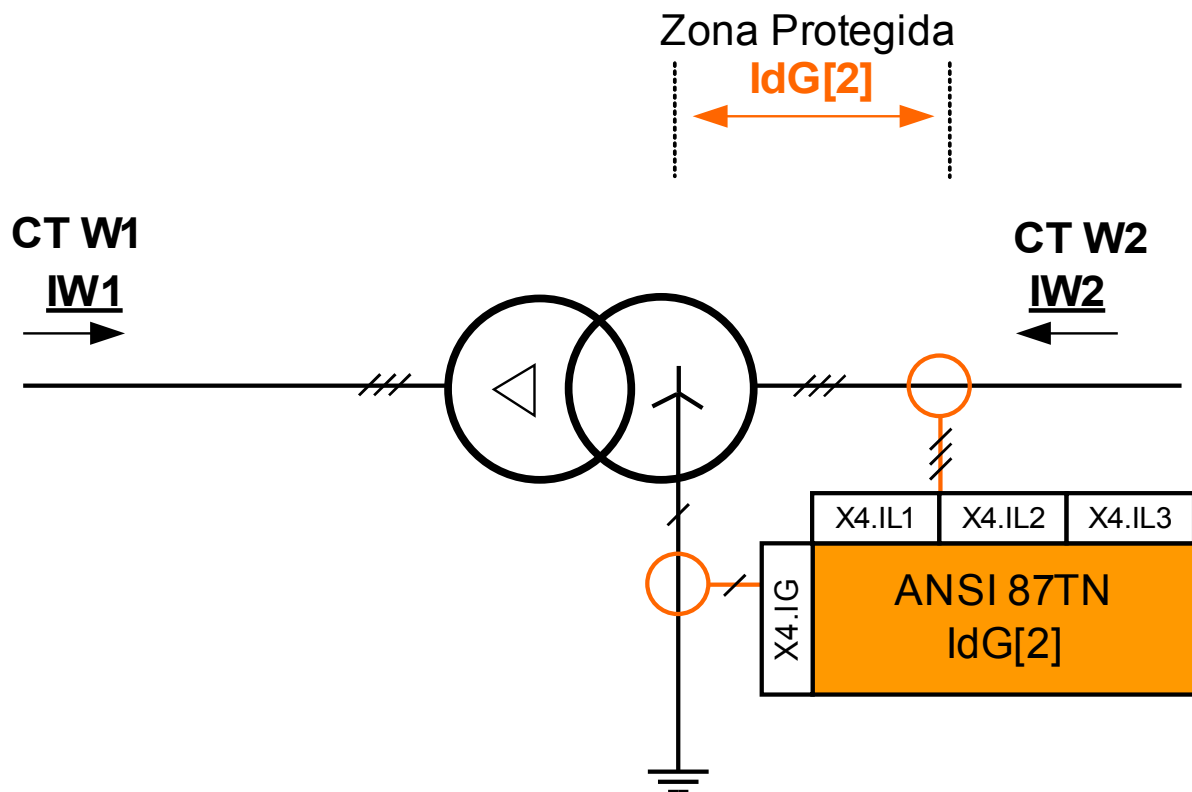 Zona Protegida
IdG[2]
CT W1
IW1
CT W2
IW2
X4.IL1
X4.IL2
X4.IL3
X4.IG
ANSI 87TN
IdG[2]